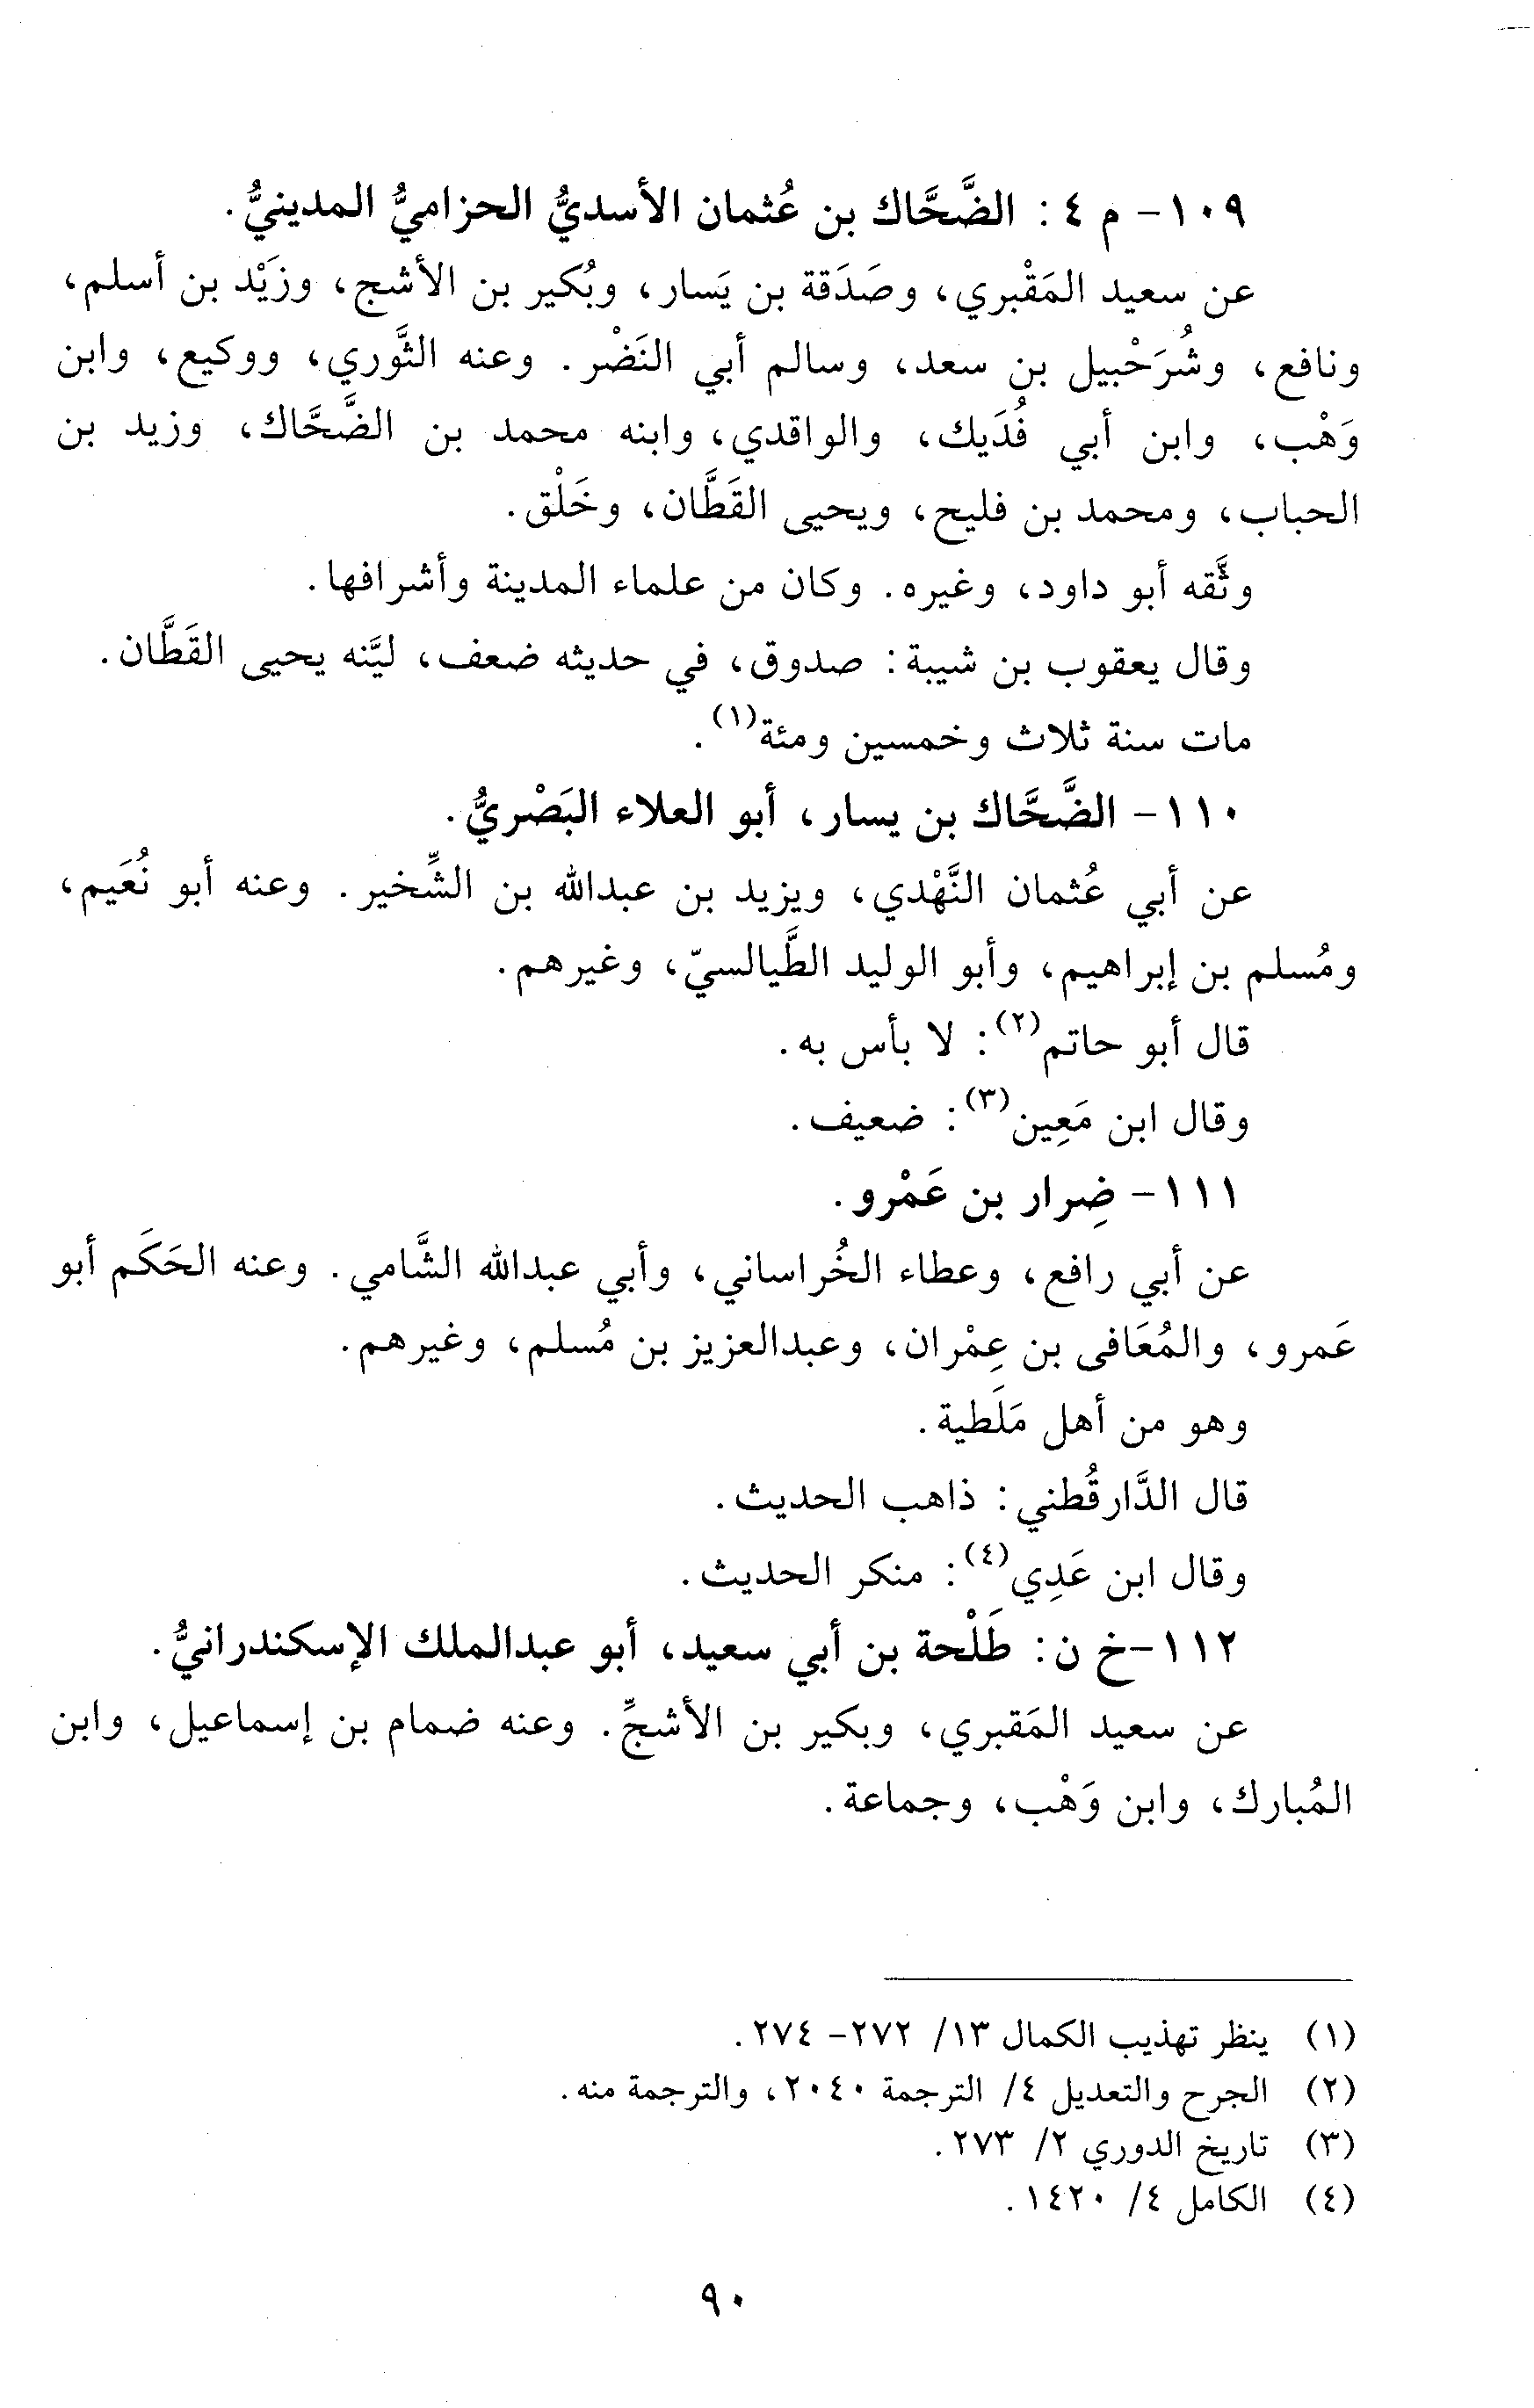 ١٠٩- م ٤ : الضَّحَّاك بن عُثمان الأسديُّ الحزاميُّ المدينيُّ.
عن سعيد المَقْبري، وصَدَقة بن يَسار، وبُكير بن الأشج، وزَيْد بن أسلم،
ونافع، وشُرَحْبيل بن سعد، وسالم أبي النَضْر. وعنه الثَّوري، ووكيع، وابن
وَهْب، وابن أبي فُدَيك، والواقدي، وابنه محمد بن الضَّحَّاك، وزيد بن
الحباب، ومحمد بن فليح، ويحيى القَطَّان، وخَلْق.
وثَّقه أبو داود، وغيره. وكان من علماء المدينة وأشرافها.
وقال يعقوب بن شيبة: صدوق، في حديثه ضعف، ليَّنه يحيى القَطَّان.
مات سنة ثلاث وخمسين ومئة(١).
١١٠- الضَّحَّاك بن يسار، أبو العلاء البَصْريُّ.
عن أبي عُثمان النَّهْدي، ويزيد بن عبدالله بن الشِّخير. وعنه أبو نُعَيم،
ومُسلم بن إبراهيم، وأبو الوليد الطَّيالسيّ، وغيرهم.
قال أبو حاتم(٢): لا بأس به.
وقال ابن مَعِين(٣): ضعيف.
١١١- ضِرار بن عَمْرو.
عن أبي رافع، وعطاء الخُراساني، وأبي عبدالله الشَّامي. وعنه الحَكَم أبو
عَمرو، والمُعَافى بن عِمْران، وعبدالعزيز بن مُسلم، وغيرهم.
وهو من أهل مَلَطية.
قال الدَّارقُطني: ذاهب الحديث.
وقال ابن عَدِي(٤): منكر الحديث.
١١٢-خ ن: طَلْحة بن أبي سعيد، أبو عبدالملك الإسكندرانيُّ.
عن سعيد المَقبري، وبكير بن الأشجِّ. وعنه ضمام بن إسماعيل، وابن
المُبارك، وابن وَهْب، وجماعة.
(١) ينظر تهذيب الكمال ١٣/ ٢٧٢- ٢٧٤.
(٢) الجرح والتعديل ٤/ الترجمة ٢٠٤٠، والترجمة منه.
(٣) تاريخ الدوري ٢/ ٢٧٣.
(٤) الكامل ٤/ ١٤٢٠.
٩٠